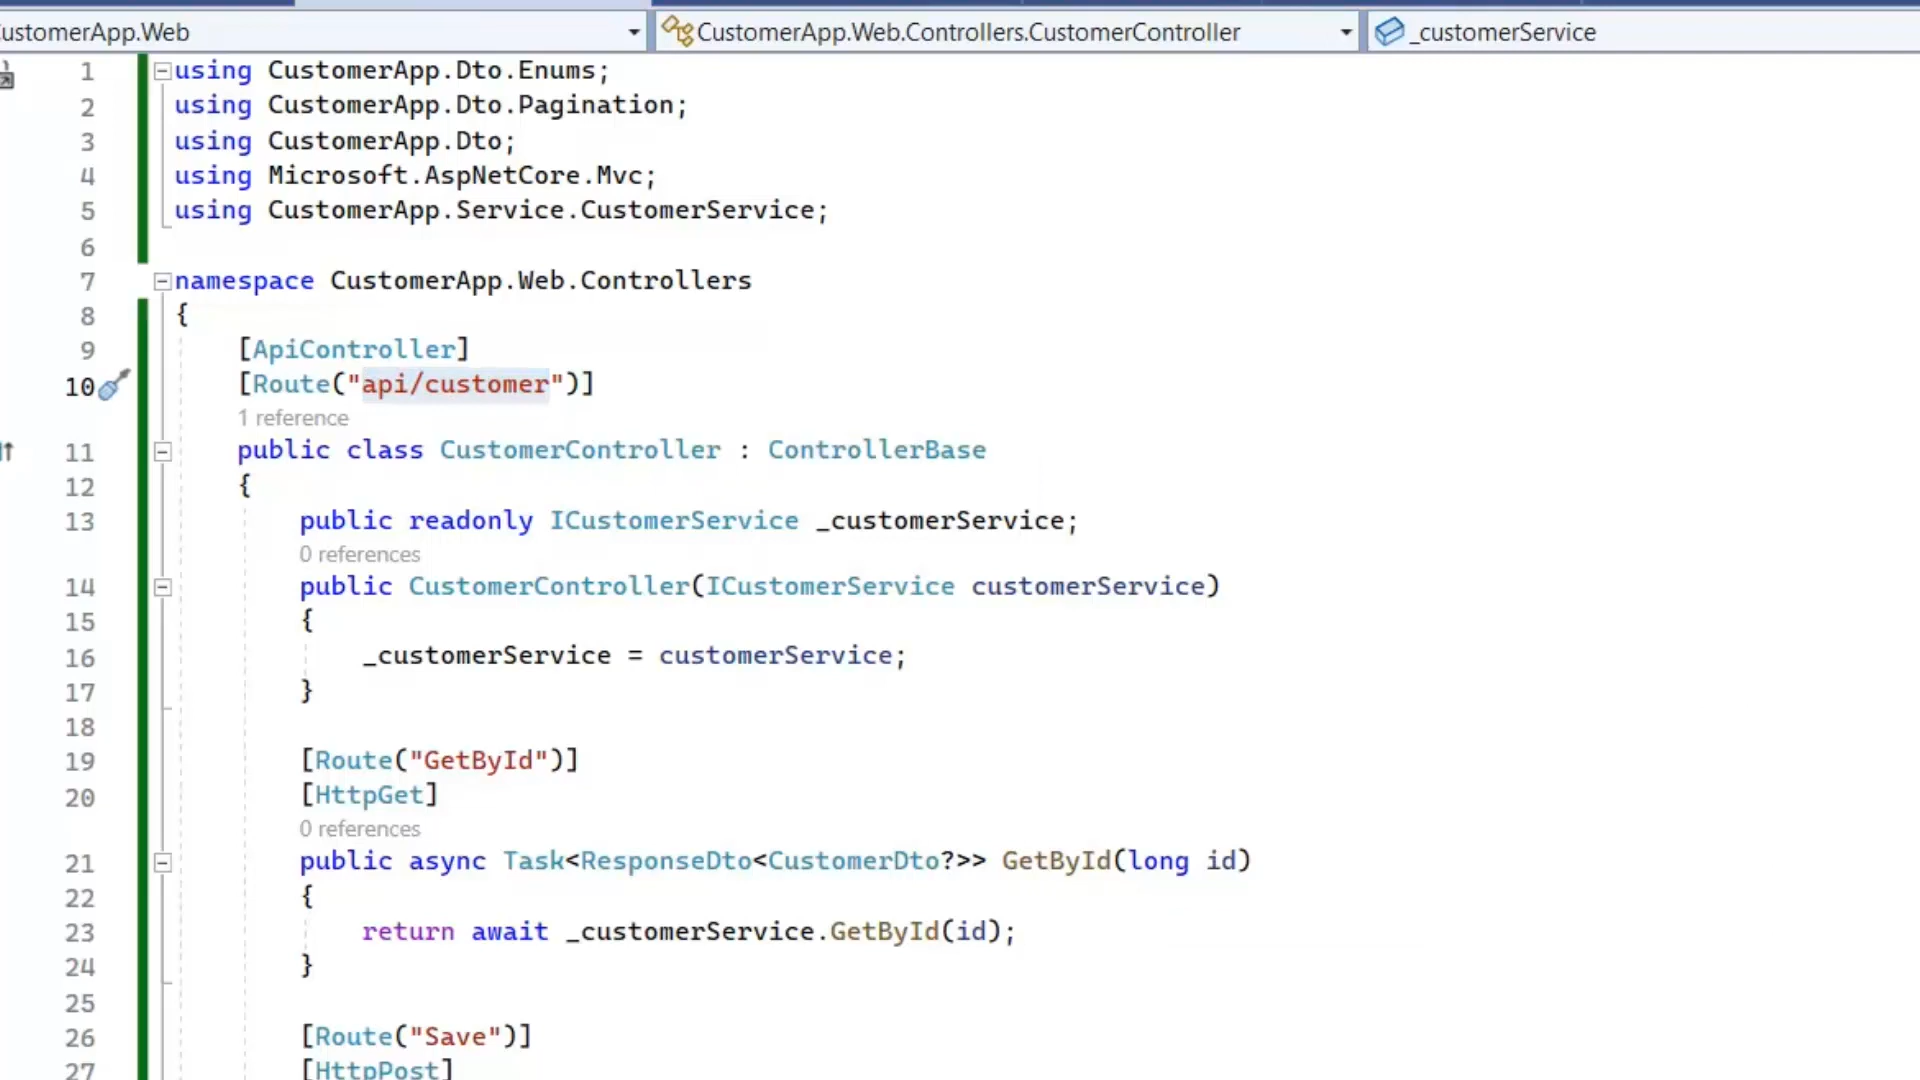 ustomerApp.Web
CustomerApp.Web.Controllers.CustomerController
_customerService
1 using CustomerApp.Dto.Enums;
2 using CustomerApp.Dto.Pagination;
3 using CustomerApp.Dto;
4 using Microsoft.AspNetCore.Mvc;
5 using CustomerApp.Service.CustomerService;
6
7 namespace CustomerApp.Web.Controllers
8 {
9 [ApiController]
10 [Route("api/customer")]
1 reference
11 public class CustomerController : ControllerBase
12 {
13 public readonly ICustomerService _customerService;
0 references
14 public CustomerController(ICustomerService customerService)
15 {
16 _customerService = customerService;
17 }
18
19 [Route("GetById")]
20 [HttpGet]
0 references
21 public async Task<ResponseDto<CustomerDto?>> GetById(long id)
22 {
23 return await _customerService.GetById(id);
24 }
25
26 [Route("Save")]
27 [HttpPost]